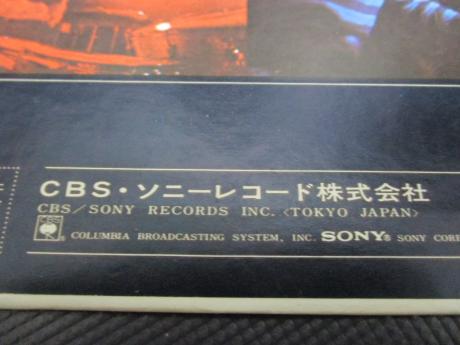 CBS・ソニーレコード株式会社
CBS/SONY RECORDS INC. <TOKYO JAPAN>
CBS ® COLUMBIA BROADCASTING SYSTEM, INC. SONY® SONY CORP